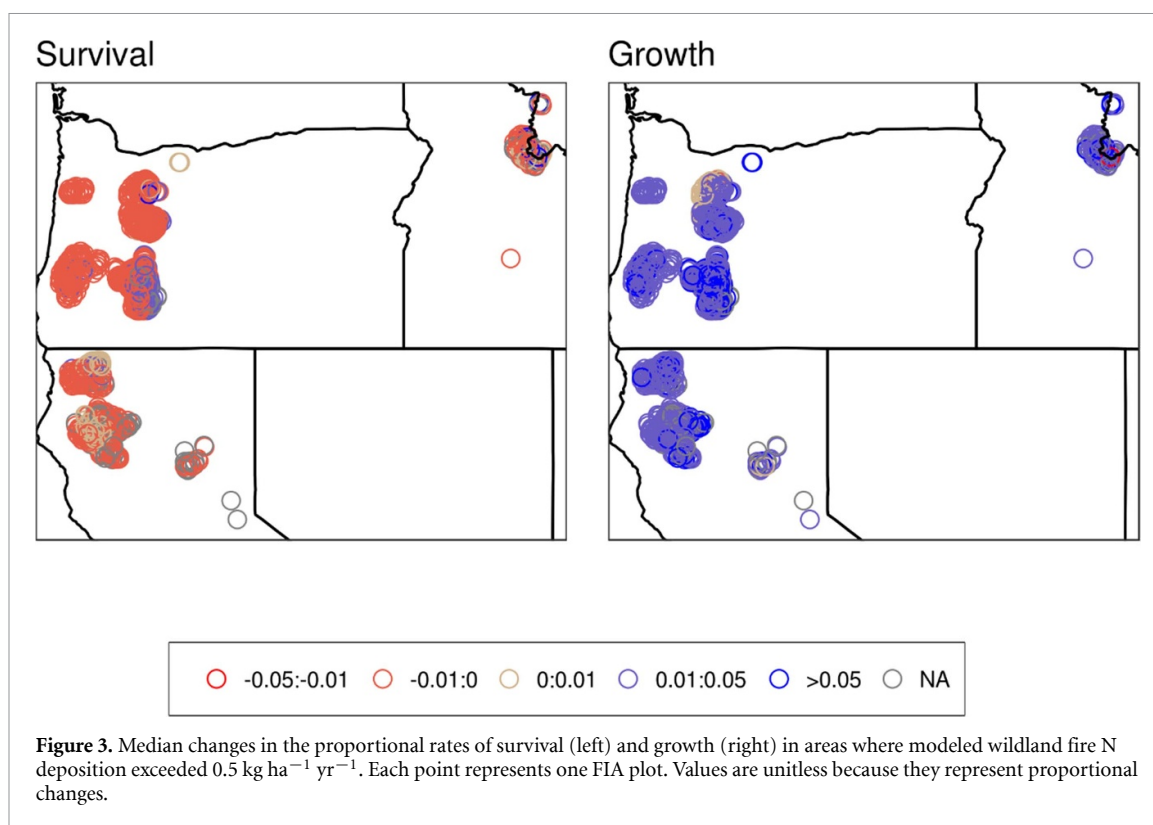 Survival
Growth
-0.05:-0.01
-0.01:0
0:0.01
0.01:0.05
>0.05
NA
Figure 3. Median changes in the proportional rates of survival (left) and growth (right) in areas where modeled wildland fire N
deposition exceeded 0.5 kg ha⁻¹ yr⁻¹. Each point represents one FIA plot. Values are unitless because they represent proportional
changes.